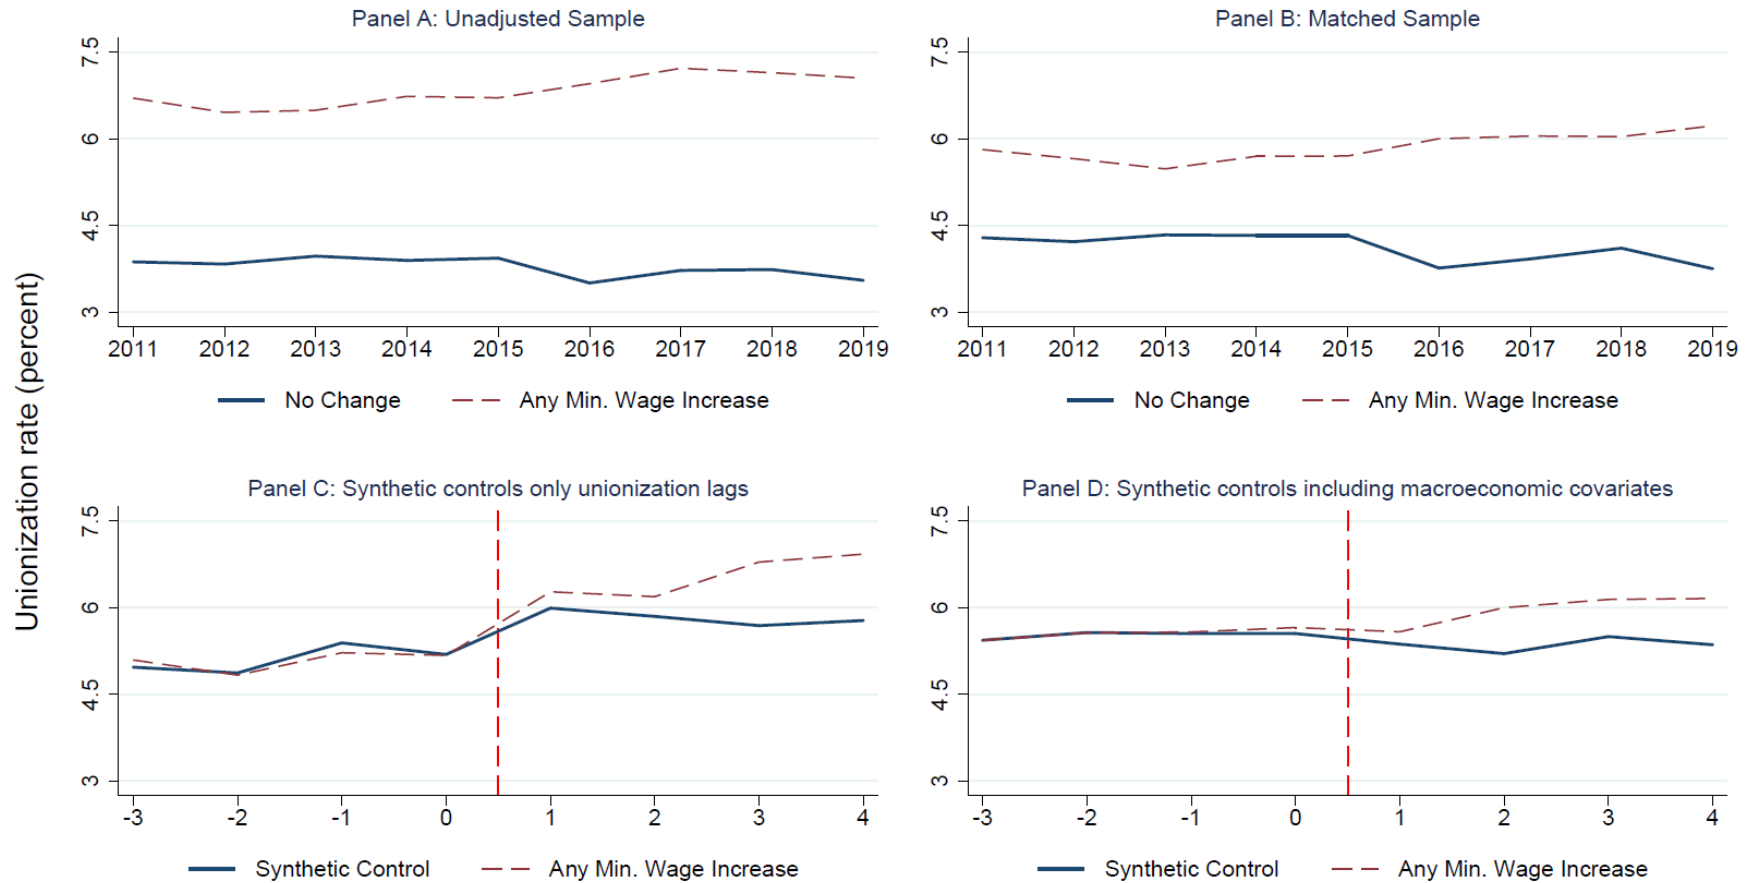 Unionization rate (percent)
Panel A: Unadjusted Sample
7.5
6
4.5
3
2011 2012 2013 2014 2015 2016 2017 2018 2019
No Change Any Min. Wage Increase
Panel B: Matched Sample
7.5
6
4.5
3
2011 2012 2013 2014 2015 2016 2017 2018 2019
No Change Any Min. Wage Increase
Panel C: Synthetic controls only unionization lags
7.5
6
4.5
3
-3 -2 -1 0 1 2 3 4
Synthetic Control Any Min. Wage Increase
Panel D: Synthetic controls including macroeconomic covariates
7.5
6
4.5
3
-3 -2 -1 0 1 2 3 4
Synthetic Control Any Min. Wage Increase